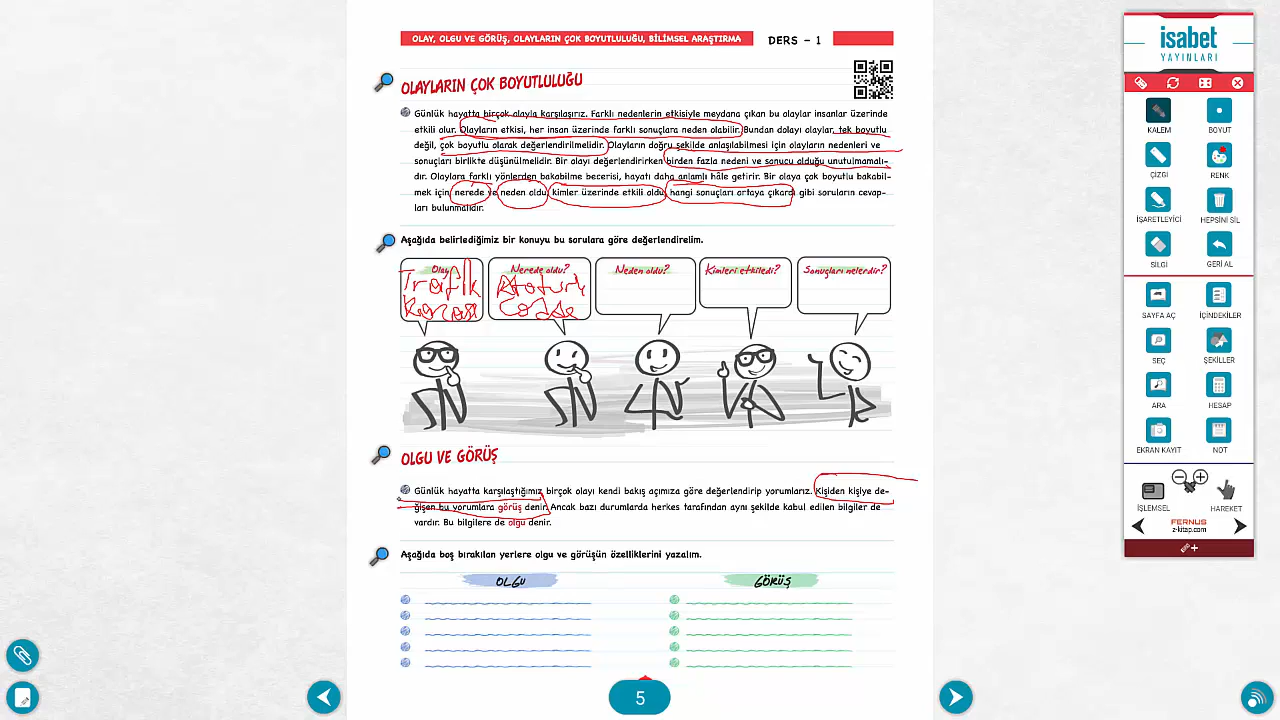 OLAY, OLGU VE GÖRÜŞ, OLAYLARIN ÇOK BOYUTLULUĞU, BİLİMSEL ARAŞTIRMA
DERS - 1
OLAYLARIN ÇOK BOYUTLULUĞU
Günlük hayatta birçok olayla karşılaşırız. Farklı nedenlerin etkisiyle meydana çıkan bu olaylar insanlar üzerinde
etkili olur. Olayların etkisi, her insan üzerinde farklı sonuçlara neden olabilir. Bundan dolayı olaylar, tek boyutlu
değil, çok boyutlu olarak değerlendirilmelidir. Olayların doğru şekilde anlaşılabilmesi için olayların nedenleri ve
sonuçları birlikte düşünülmelidir. Bir olayı değerlendirirken birden fazla nedeni ve sonucu olduğu unutulmamalı-
dır. Olaylara farklı yönlerden bakabilme becerisi, hayatı daha anlamlı hâle getirir. Bir olaya çok boyutlu bakabil-
mek için nerede ve neden oldu, kimler üzerinde etkili oldu, hangi sonuçları ortaya çıkardı gibi soruların cevap-
ları bulunmalıdır.
Aşağıda belirlediğimiz bir konuyu bu sorulara göre değerlendirelim.
Olay
Nerede oldu?
Neden oldu?
Kimleri etkiledi?
Sonuçları nelerdir?
Trafik
Atatürk
Kazası
Cadde
OLGU VE GÖRÜŞ
Günlük hayatta karşılaştığımız birçok olayı kendi bakış açımıza göre değerlendirip yorumlarız. Kişiden kişiye de-
ğişen bu yorumlara görüş denir. Ancak bazı durumlarda herkes tarafından aynı şekilde kabul edilen bilgiler de
vardır. Bu bilgilere de olgu denir.
Aşağıda boş bırakılan yerlere olgu ve görüşün özelliklerini yazalım.
OLGU
GÖRÜŞ
5
isabet
YAYINLARI
KALEM
BOYUT
ÇİZGİ
RENK
İŞARETLEYİCİ
HEPSİNİ SİL
SİLGİ
GERİ AL
SAYFA AÇ
İÇİNDEKİLER
SEÇ
ŞEKİLLER
ARA
HESAP
EKRAN KAYIT
NOT
İŞLEMSEL
HAREKET
FERNUS
z-kitap.com